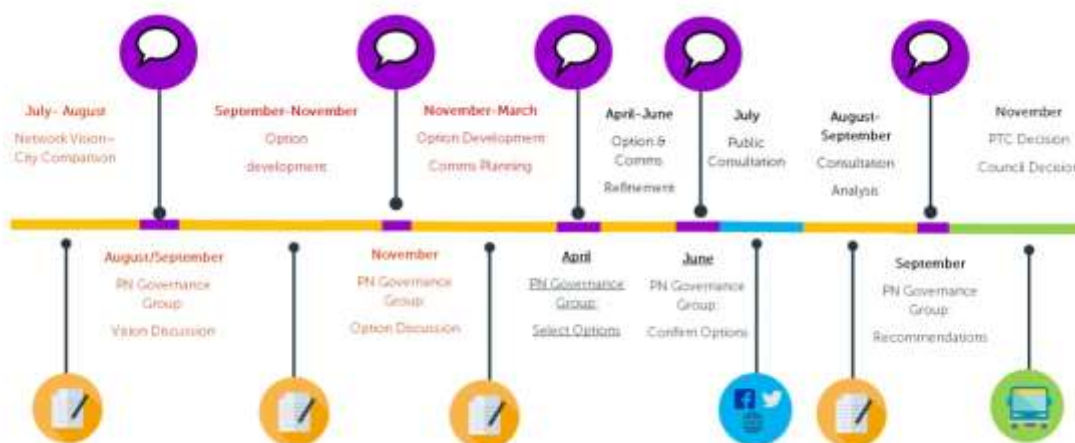 July- August
Network Vision–
City Comparison
September-November
Option
development
November-March
Option Development
Comms Planning
April-June
Option &
Comms
Refinement
July
Public
Consultation
August-
September
Consultation
Analysis
November
PTC Decision
Council Decision
August/September
PN Governance
Group:
Vision Discussion
November
PN Governance
Group:
Option Discussion
April
PN Governance
Group:
Select Options
June
PN Governance
Group:
Confirm Options
September
PN Governance
Group:
Recommendations